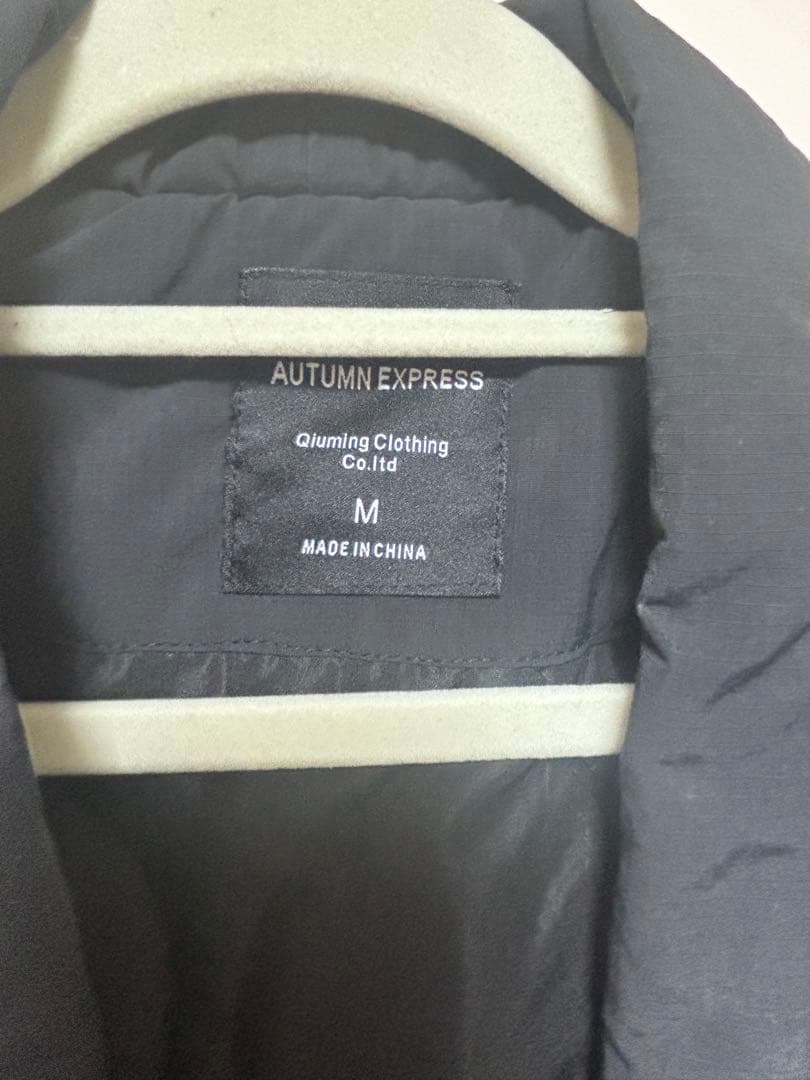 AUTUMN EXPRESS
Qiuming Clothing
Co.ltd
M
MADE IN CHINA